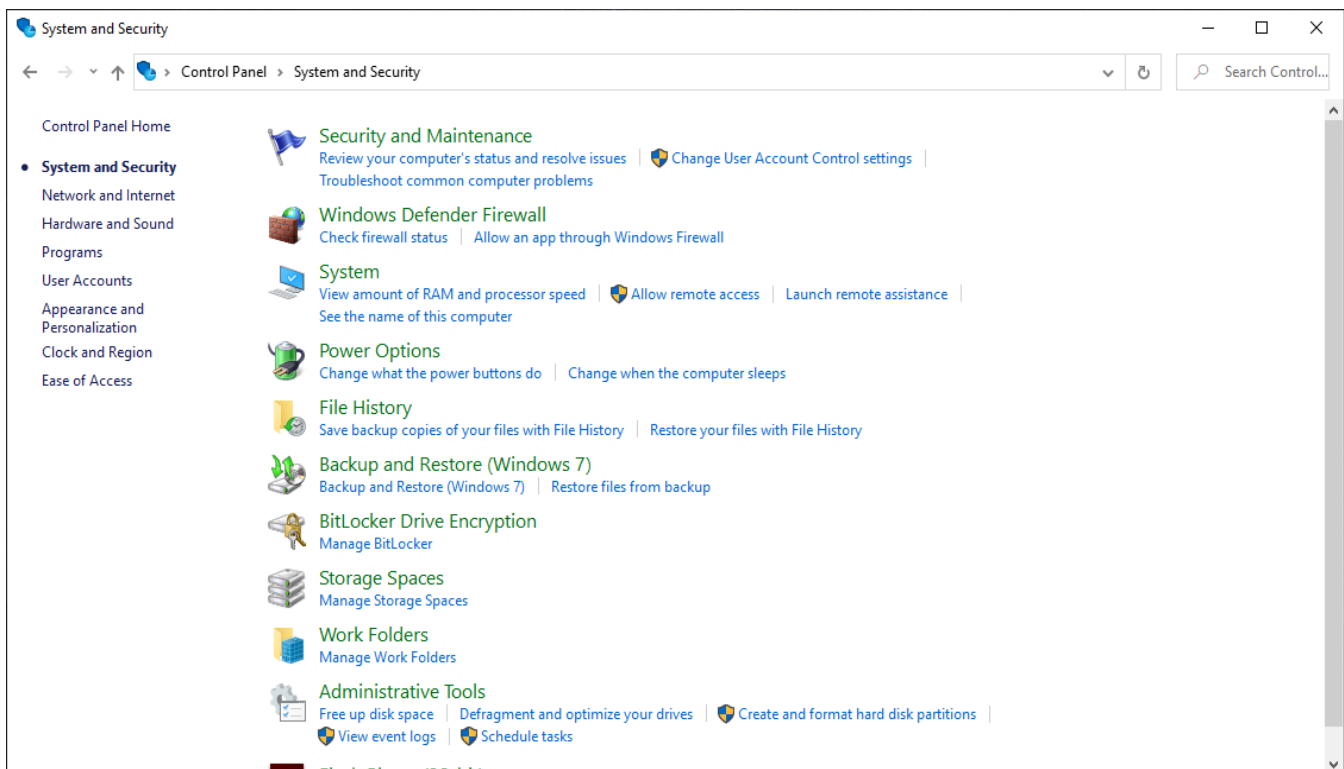 System and Security
Control Panel > System and Security
Search Control...
Control Panel Home
System and Security
Network and Internet
Hardware and Sound
Programs
User Accounts
Appearance and
Personalization
Clock and Region
Ease of Access
Security and Maintenance
Review your computer's status and resolve issues
Change User Account Control settings
Troubleshoot common computer problems
Windows Defender Firewall
Check firewall status
Allow an app through Windows Firewall
System
View amount of RAM and processor speed
Allow remote access
Launch remote assistance
See the name of this computer
Power Options
Change what the power buttons do
Change when the computer sleeps
File History
Save backup copies of your files with File History
Restore your files with File History
Backup and Restore (Windows 7)
Backup and Restore (Windows 7)
Restore files from backup
BitLocker Drive Encryption
Manage BitLocker
Storage Spaces
Manage Storage Spaces
Work Folders
Manage Work Folders
Administrative Tools
Free up disk space
Defragment and optimize your drives
Create and format hard disk partitions
View event logs
Schedule tasks